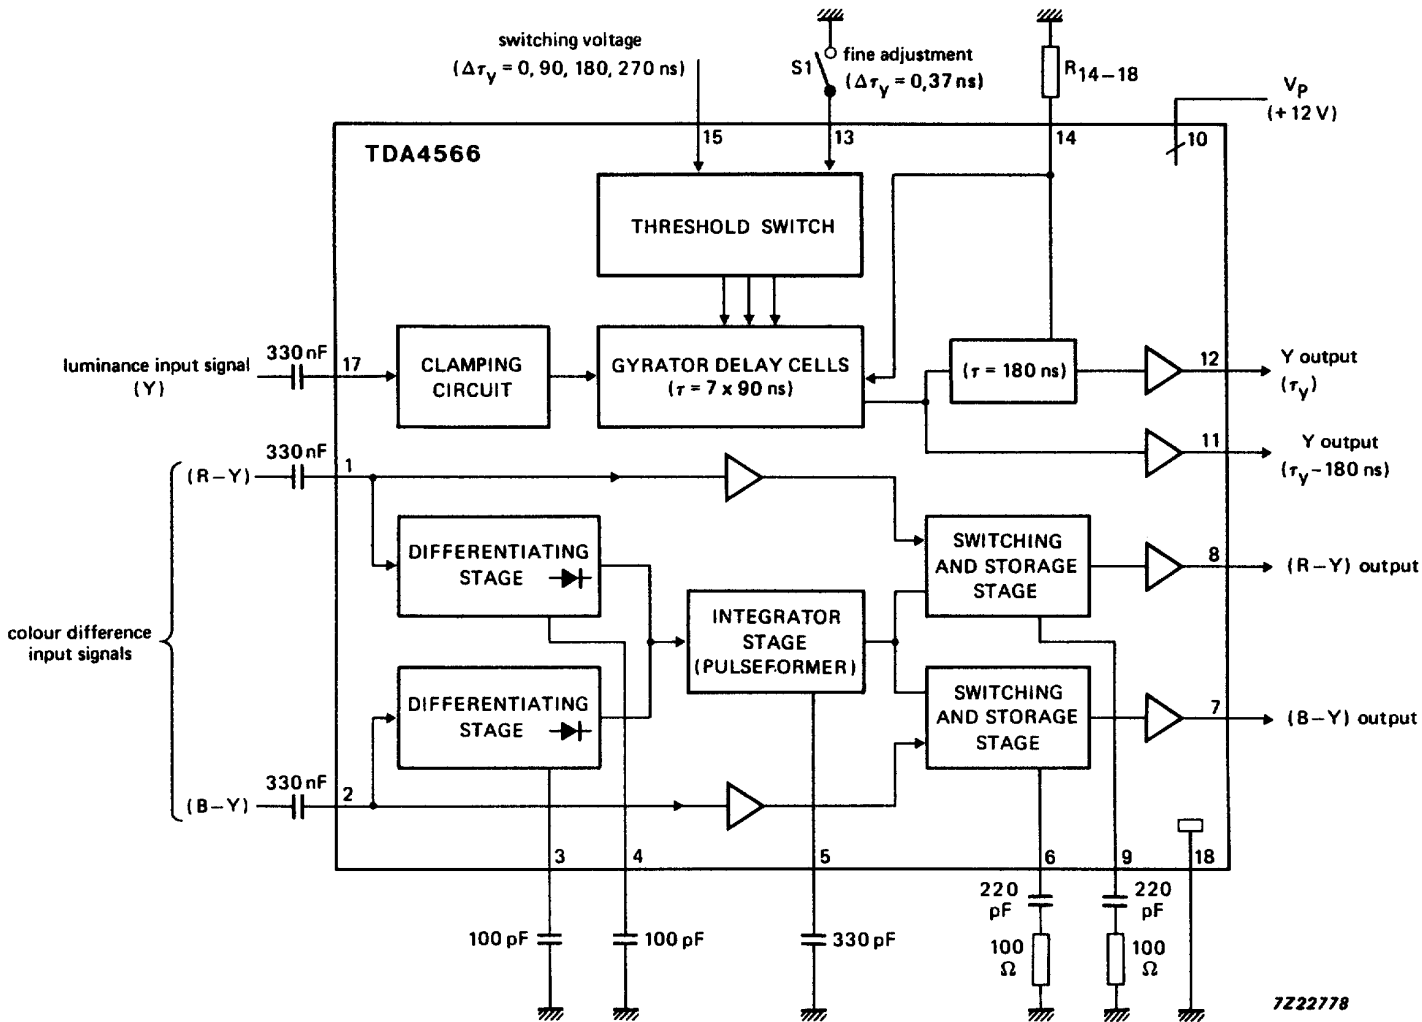 switching voltage
(Δτy = 0, 90, 180, 270 ns)
S1
fine adjustment
(Δτy = 0,37 ns)
R14–18
VP
(+ 12 V)
15
13
14
10
TDA4566
THRESHOLD SWITCH
luminance input signal
(Y)
330 nF
17
CLAMPING
CIRCUIT
GYRATOR DELAY CELLS
(τ = 7 x 90 ns)
(τ = 180 ns)
12
Y output
(τy)
11
Y output
(τy – 180 ns)
330 nF
(R – Y)
1
DIFFERENTIATING
STAGE
SWITCHING
AND STORAGE
STAGE
8
(R – Y) output
colour difference
input signals
INTEGRATOR
STAGE
(PULSEFORMER)
DIFFERENTIATING
STAGE
SWITCHING
AND STORAGE
STAGE
7
(B – Y) output
330 nF
(B – Y)
2
3
4
5
6
9
18
220
pF
220
pF
100 pF
100 pF
330 pF
100
Ω
100
Ω
7Z22778